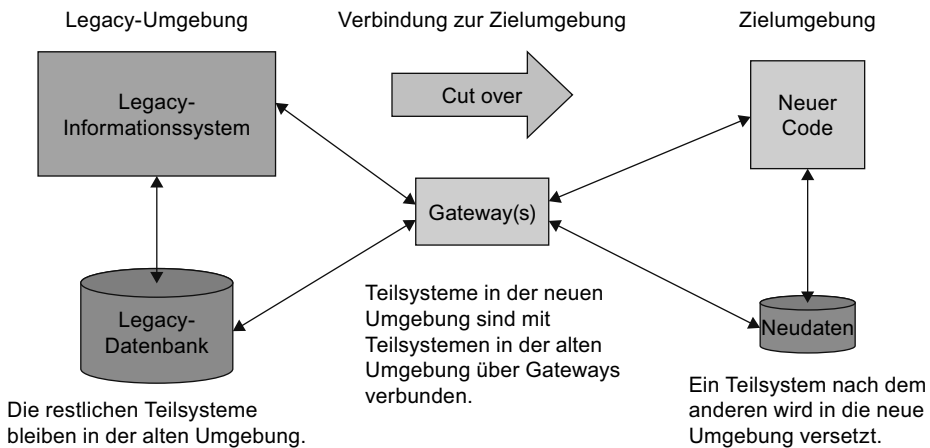 Legacy-Umgebung
Verbindung zur Zielumgebung
Zielumgebung
Legacy-
Informationssystem
Cut over
Neuer
Code
Gateway(s)
Legacy-
Datenbank
Teilsysteme in der neuen
Umgebung sind mit
Teilsystemen in der alten
Umgebung über Gateways
verbunden.
Neudaten
Die restlichen Teilsysteme
bleiben in der alten Umgebung.
Ein Teilsystem nach dem
anderen wird in die neue
Umgebung versetzt.